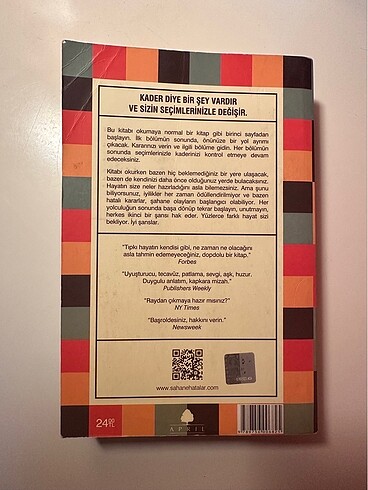 KADER DİYE BİR ŞEY VARDIR
VE SİZİN SEÇİMLERİNİZLE DEĞİŞİR.
Bu kitabı okumaya normal bir kitap gibi birinci sayfadan
başlayın. İlk bölümün sonunda, önünüze bir yol ayrımı
çıkacak. Kararınızı verin ve ilgili bölüme gidin. Her bölümün
sonunda seçimlerinizle kaderinizi kontrol etmeye devam
edeceksiniz.
Kitabı okurken bazen hiç beklemediğiniz bir yere ulaşacak,
bazen de kendinizi daha önce olduğunuz yerde bulacaksınız.
Hayatın size neler hazırladığını asla bilemezsiniz. Ama şunu
biliyorsunuz, iyilikler her zaman ödüllendirilmiyor ve bazen
hatalı kararlar, şahane olayların başlangıcı olabiliyor. Her
yolculuğun sonunda başa dönüp tekrar başlayın, unutmayın,
herkes ikinci bir şansı hak eder. Yüzlerce farklı hayat sizi
bekliyor. İyi şanslar.
"Tıpkı hayatın kendisi gibi, ne zaman ne olacağını
asla tahmin edemeyeceğiniz, dopdolu bir kitap."
Forbes
"Uyuşturucu, tecavüz, patlama, sevgi, aşk, huzur.
Duygulu anlatım, kapkara mizah."
Publishers Weekly
"Raydan çıkmaya hazır mısınız?"
NY Times
"Başroldesiniz, hakkını verin."
Newsweek
www.sahanehatalar.com
24 00 TL
APRIL